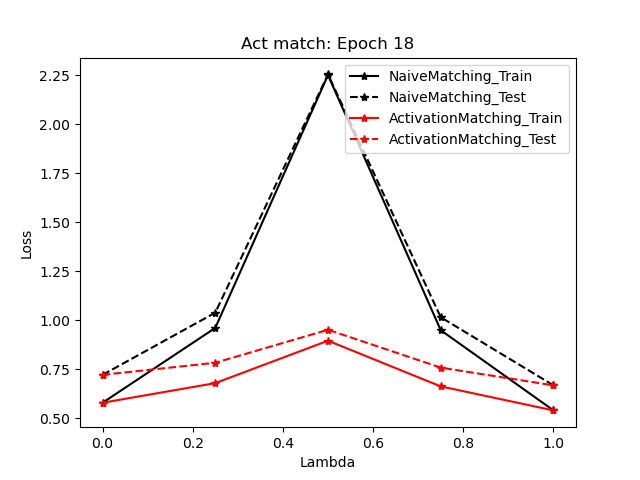 Act match: Epoch 18
NaiveMatching_Train
NaiveMatching_Test
ActivationMatching_Train
ActivationMatching_Test
2.25
2.00
1.75
1.50
1.25
1.00
0.75
0.50
Loss
0.0 0.2 0.4 0.6 0.8 1.0
Lambda